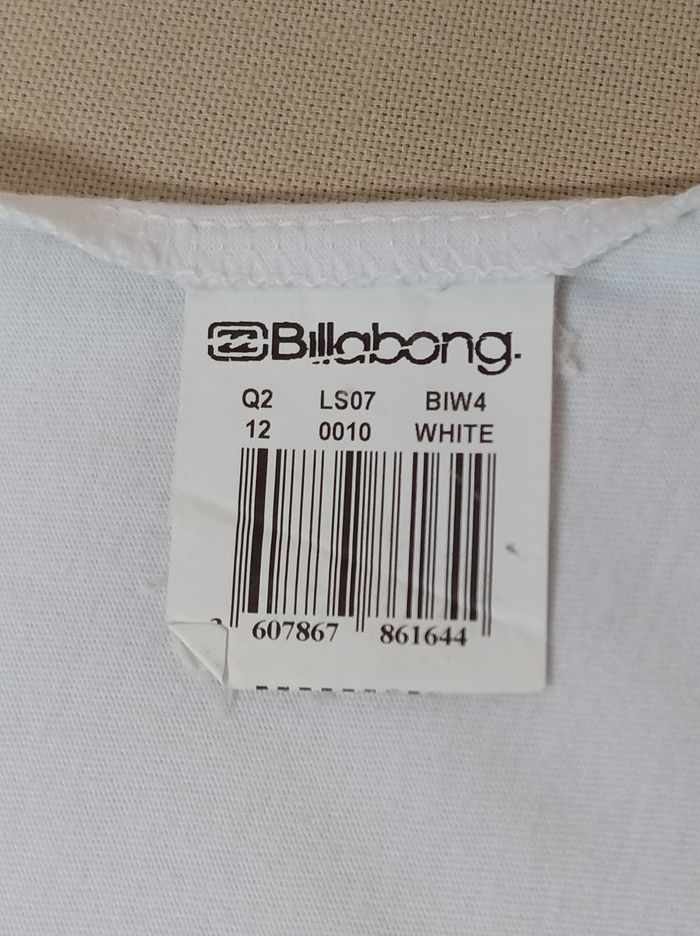 Billabong.
Q2 LS07 BIW4
12 0010 WHITE
607867 861644